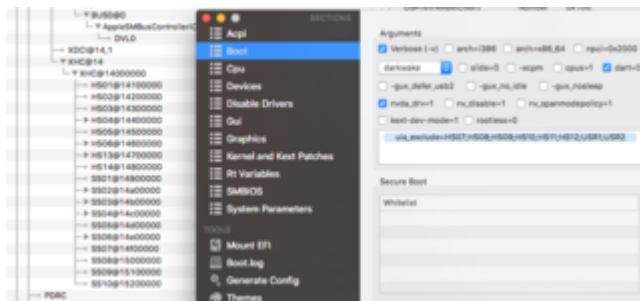 BUS0@0
AppleSMBusControllerIC
DVL0
XDCI@14,1
XHC@14
XHC@14000000
HS01@14100000
HS02@14200000
HS03@14300000
HS04@14400000
HS05@14500000
HS06@14600000
HS13@14700000
HS14@14800000
SS01@14900000
SS02@14a00000
SS03@14b00000
SS04@14c00000
SS05@14d00000
SS06@14e00000
SS07@14f00000
SS08@15000000
SS09@15100000
SS10@15200000
PDRC
SECTIONS
Acpi
Boot
Cpu
Devices
Disable Drivers
Gui
Graphics
Kernel and Kext Patches
Rt Variables
SMBIOS
System Parameters
TOOLS
Mount EFI
Boot.log
Generate Config
Themes
Arguments
Verbose (-v) arch=i386 arch=x86_64 npci=0x2000
darkwake slide=0 -xcpm cpus=1 dart=0
-gux_defer_usb2 -gux_no_idle -gux_nosleep
nvda_drv=1 nv_disable=1 nv_spanmodepolicy=1
kext-dev-mode=1 rootless=0
uia_exclude=HS07;HS08;HS09;HS10;HS11;HS12;USR1;USR2
Secure Boot
Whitelist